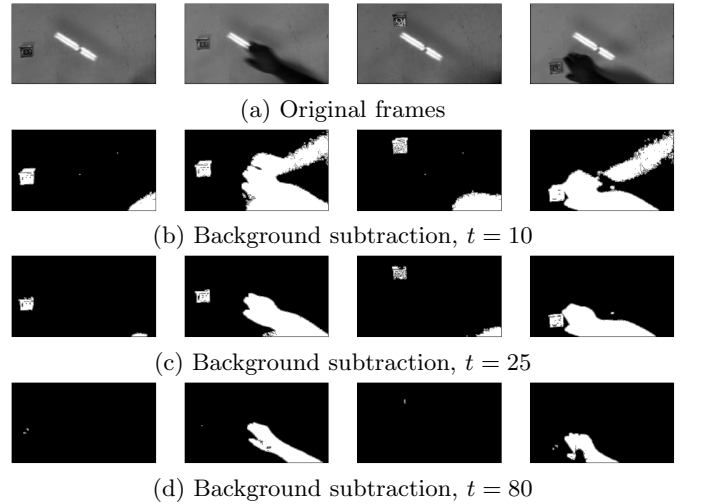 (a) Original frames
(b) Background subtraction, t = 10
(c) Background subtraction, t = 25
(d) Background subtraction, t = 80